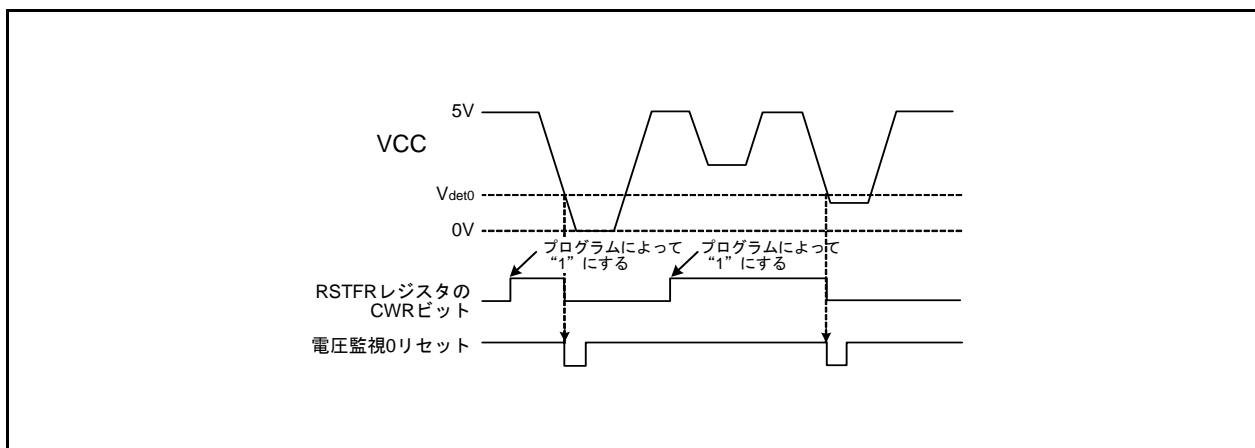 5V
VCC
Vdet0
0V
プログラムによって
“1”にする
プログラムによって
“1”にする
RSTFRレジスタの
CWRビット
電圧監視0リセット